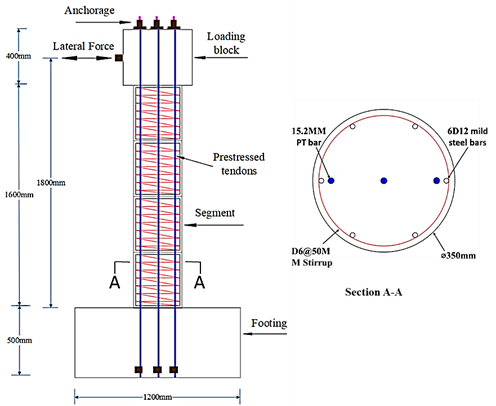 Anchorage
Lateral Force
Loading
block
400mm
1600mm
1800mm
500mm
Prestressed
tendons
Segment
A
A
Footing
1200mm
15.2MM
PT bar
6D12 mild
steel bars
D6@50M
M Stirrup
ø350mm
Section A-A